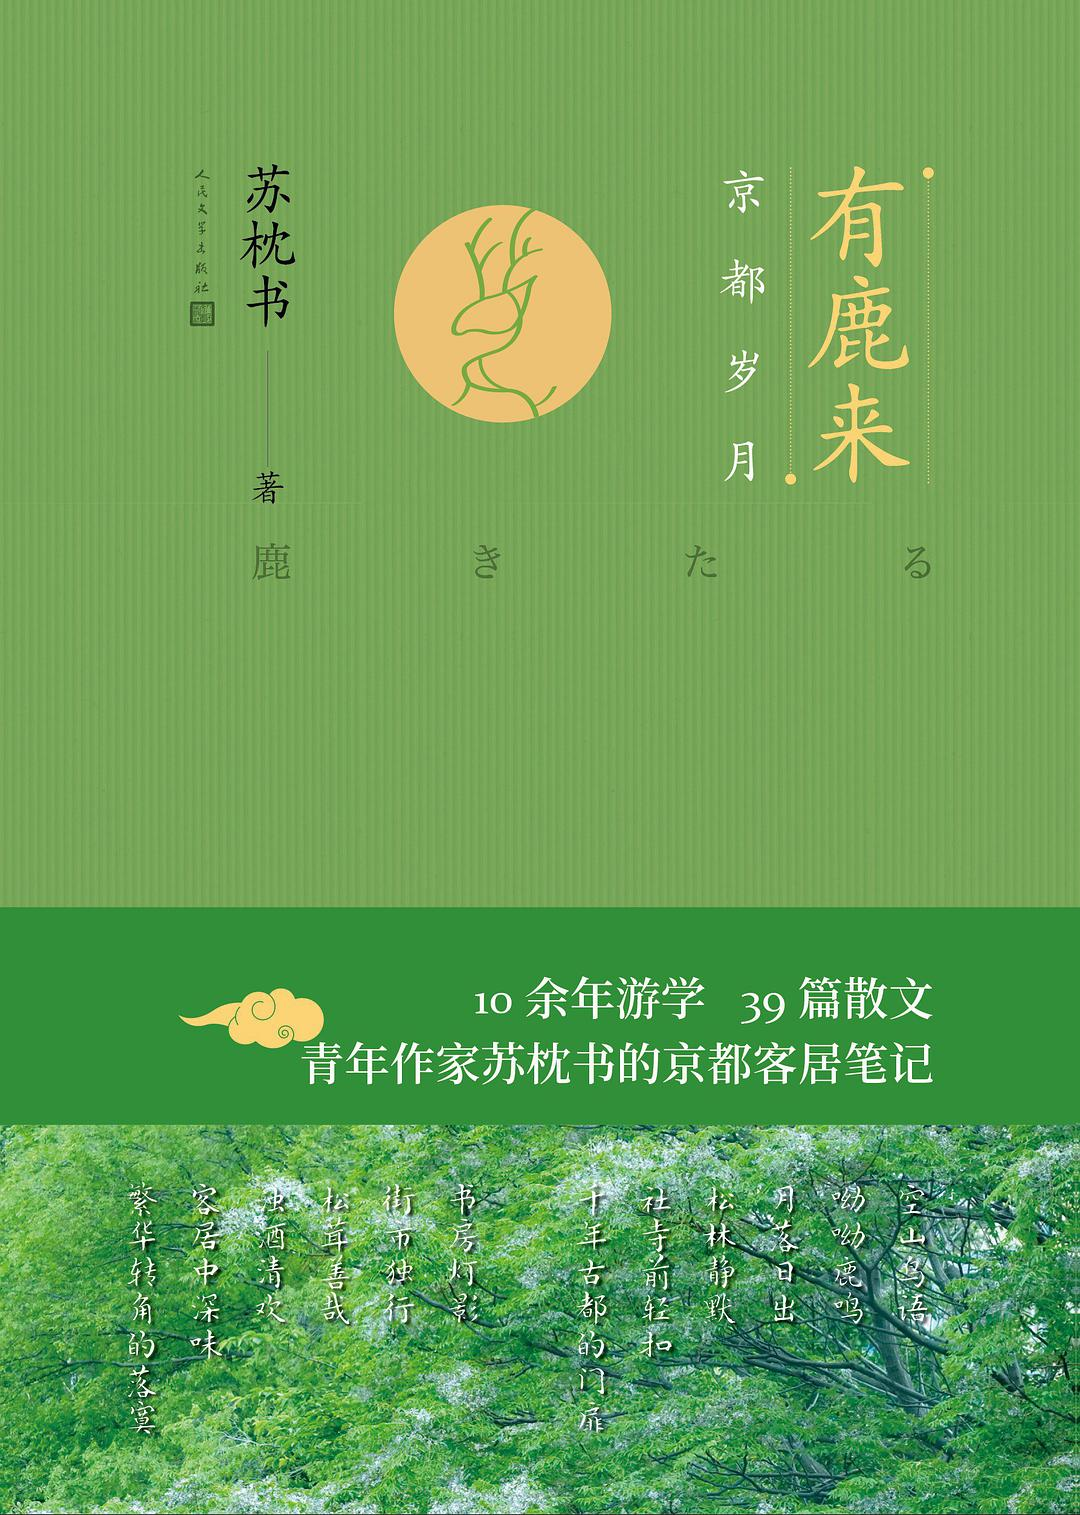 有鹿来
京都岁月
苏枕书
著
人民文学出版社
鹿きたる
10 余年游学 39 篇散文
青年作家苏枕书的京都客居笔记
空山鸟语
呦呦鹿鸣
月落日出
松林静默
社寺前轻扣
千年古都的门扉
书房灯影
街市独行
松茸善哉
浊酒清欢
客居中深味
繁华转角的落寞